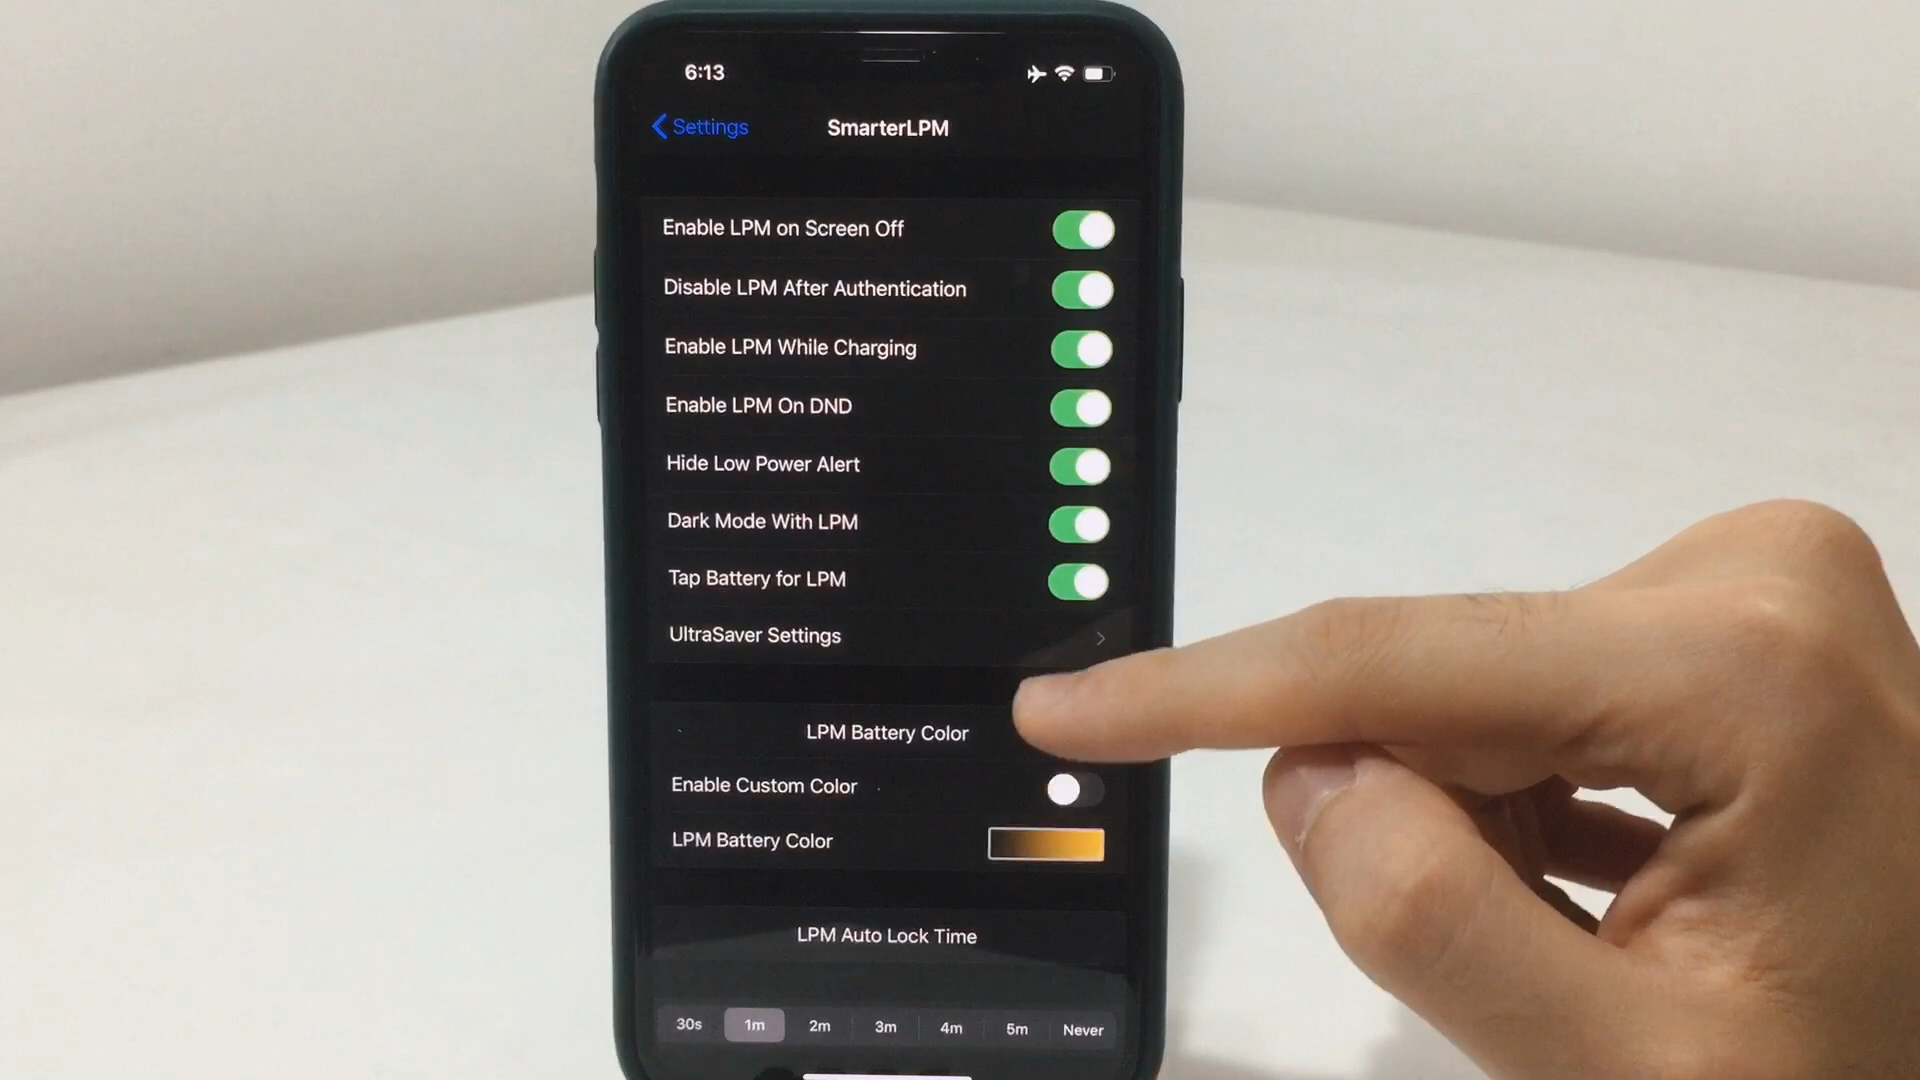 6:13
Settings
SmarterLPM
Enable LPM on Screen Off
Disable LPM After Authentication
Enable LPM While Charging
Enable LPM On DND
Hide Low Power Alert
Dark Mode With LPM
Tap Battery for LPM
UltraSaver Settings
LPM Battery Color
Enable Custom Color
LPM Battery Color
LPM Auto Lock Time
30s 1m 2m 3m 4m 5m Never